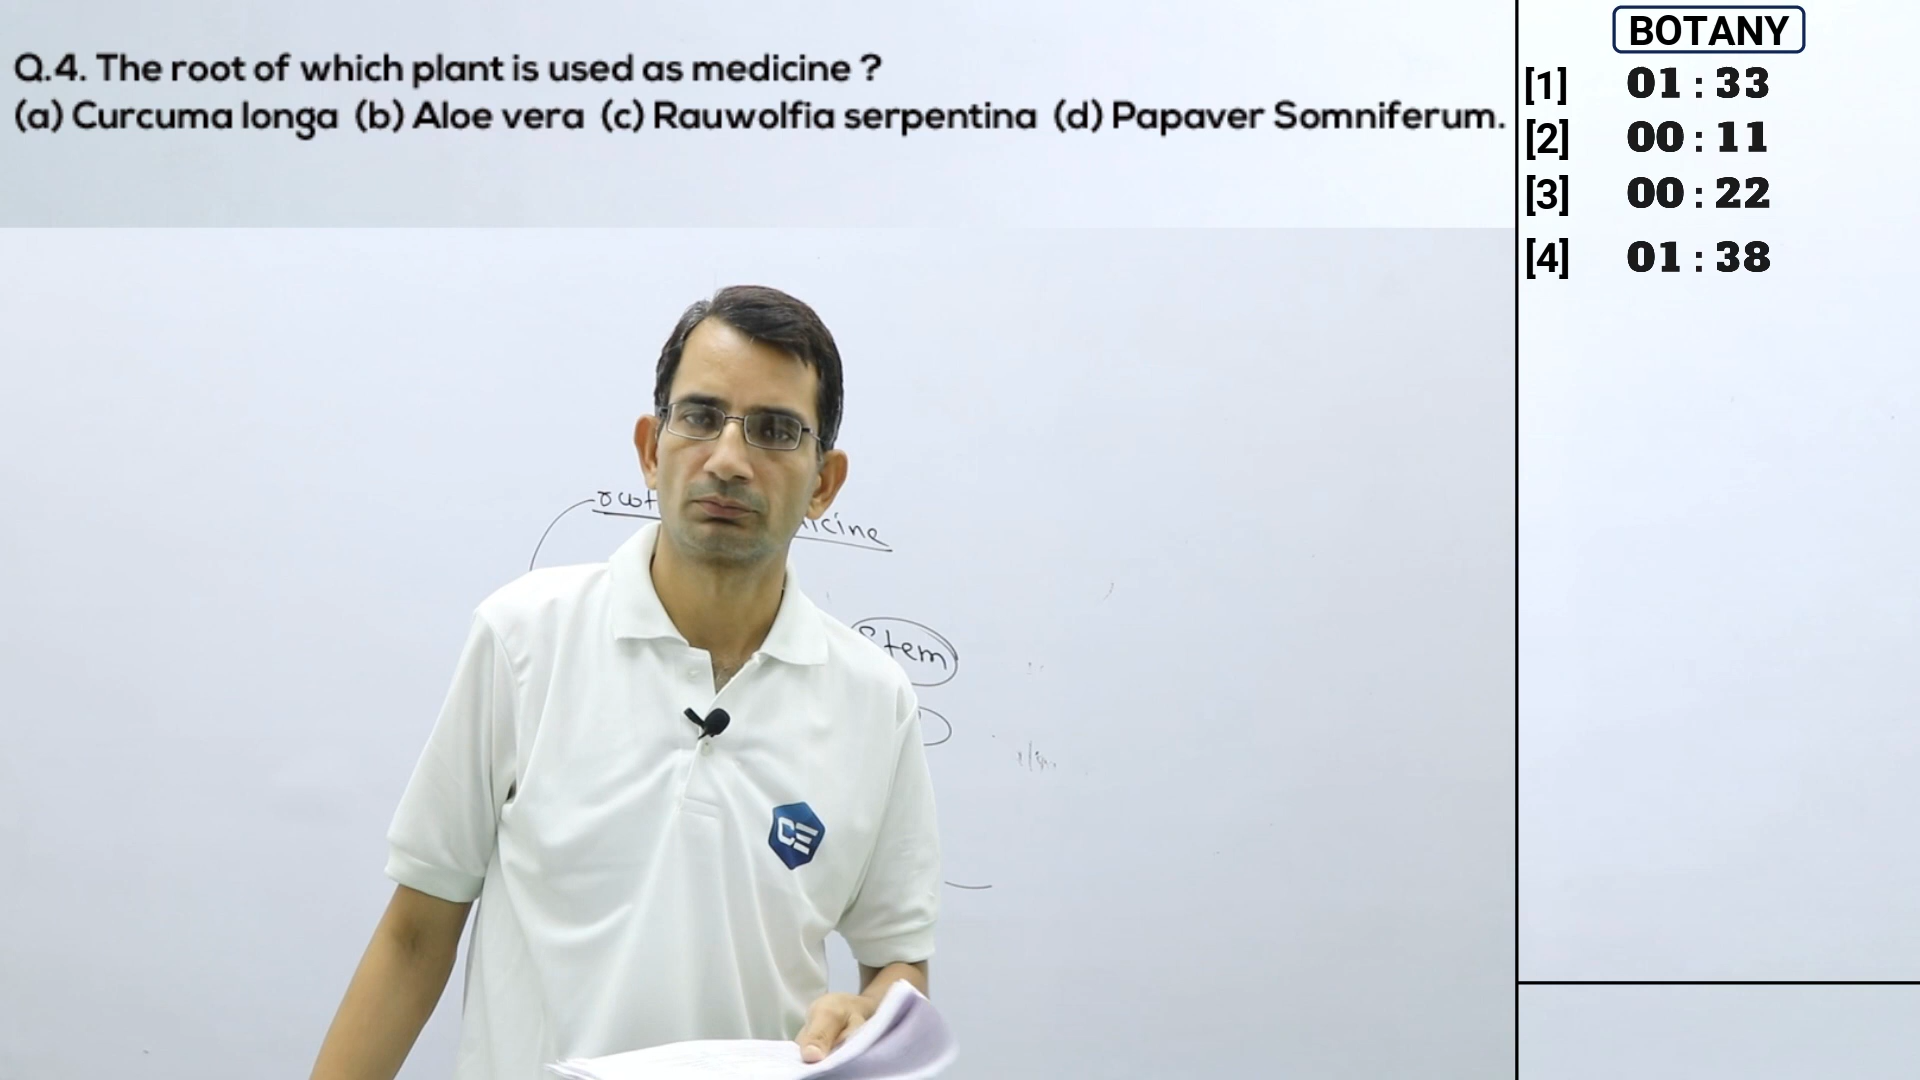 Q.4. The root of which plant is used as medicine ?
(a) Curcuma longa (b) Aloe vera (c) Rauwolfia serpentina (d) Papaver Somniferum.
BOTANY
[1] 01 : 33
[2] 00 : 11
[3] 00 : 22
[4] 01 : 38
Stem
CE